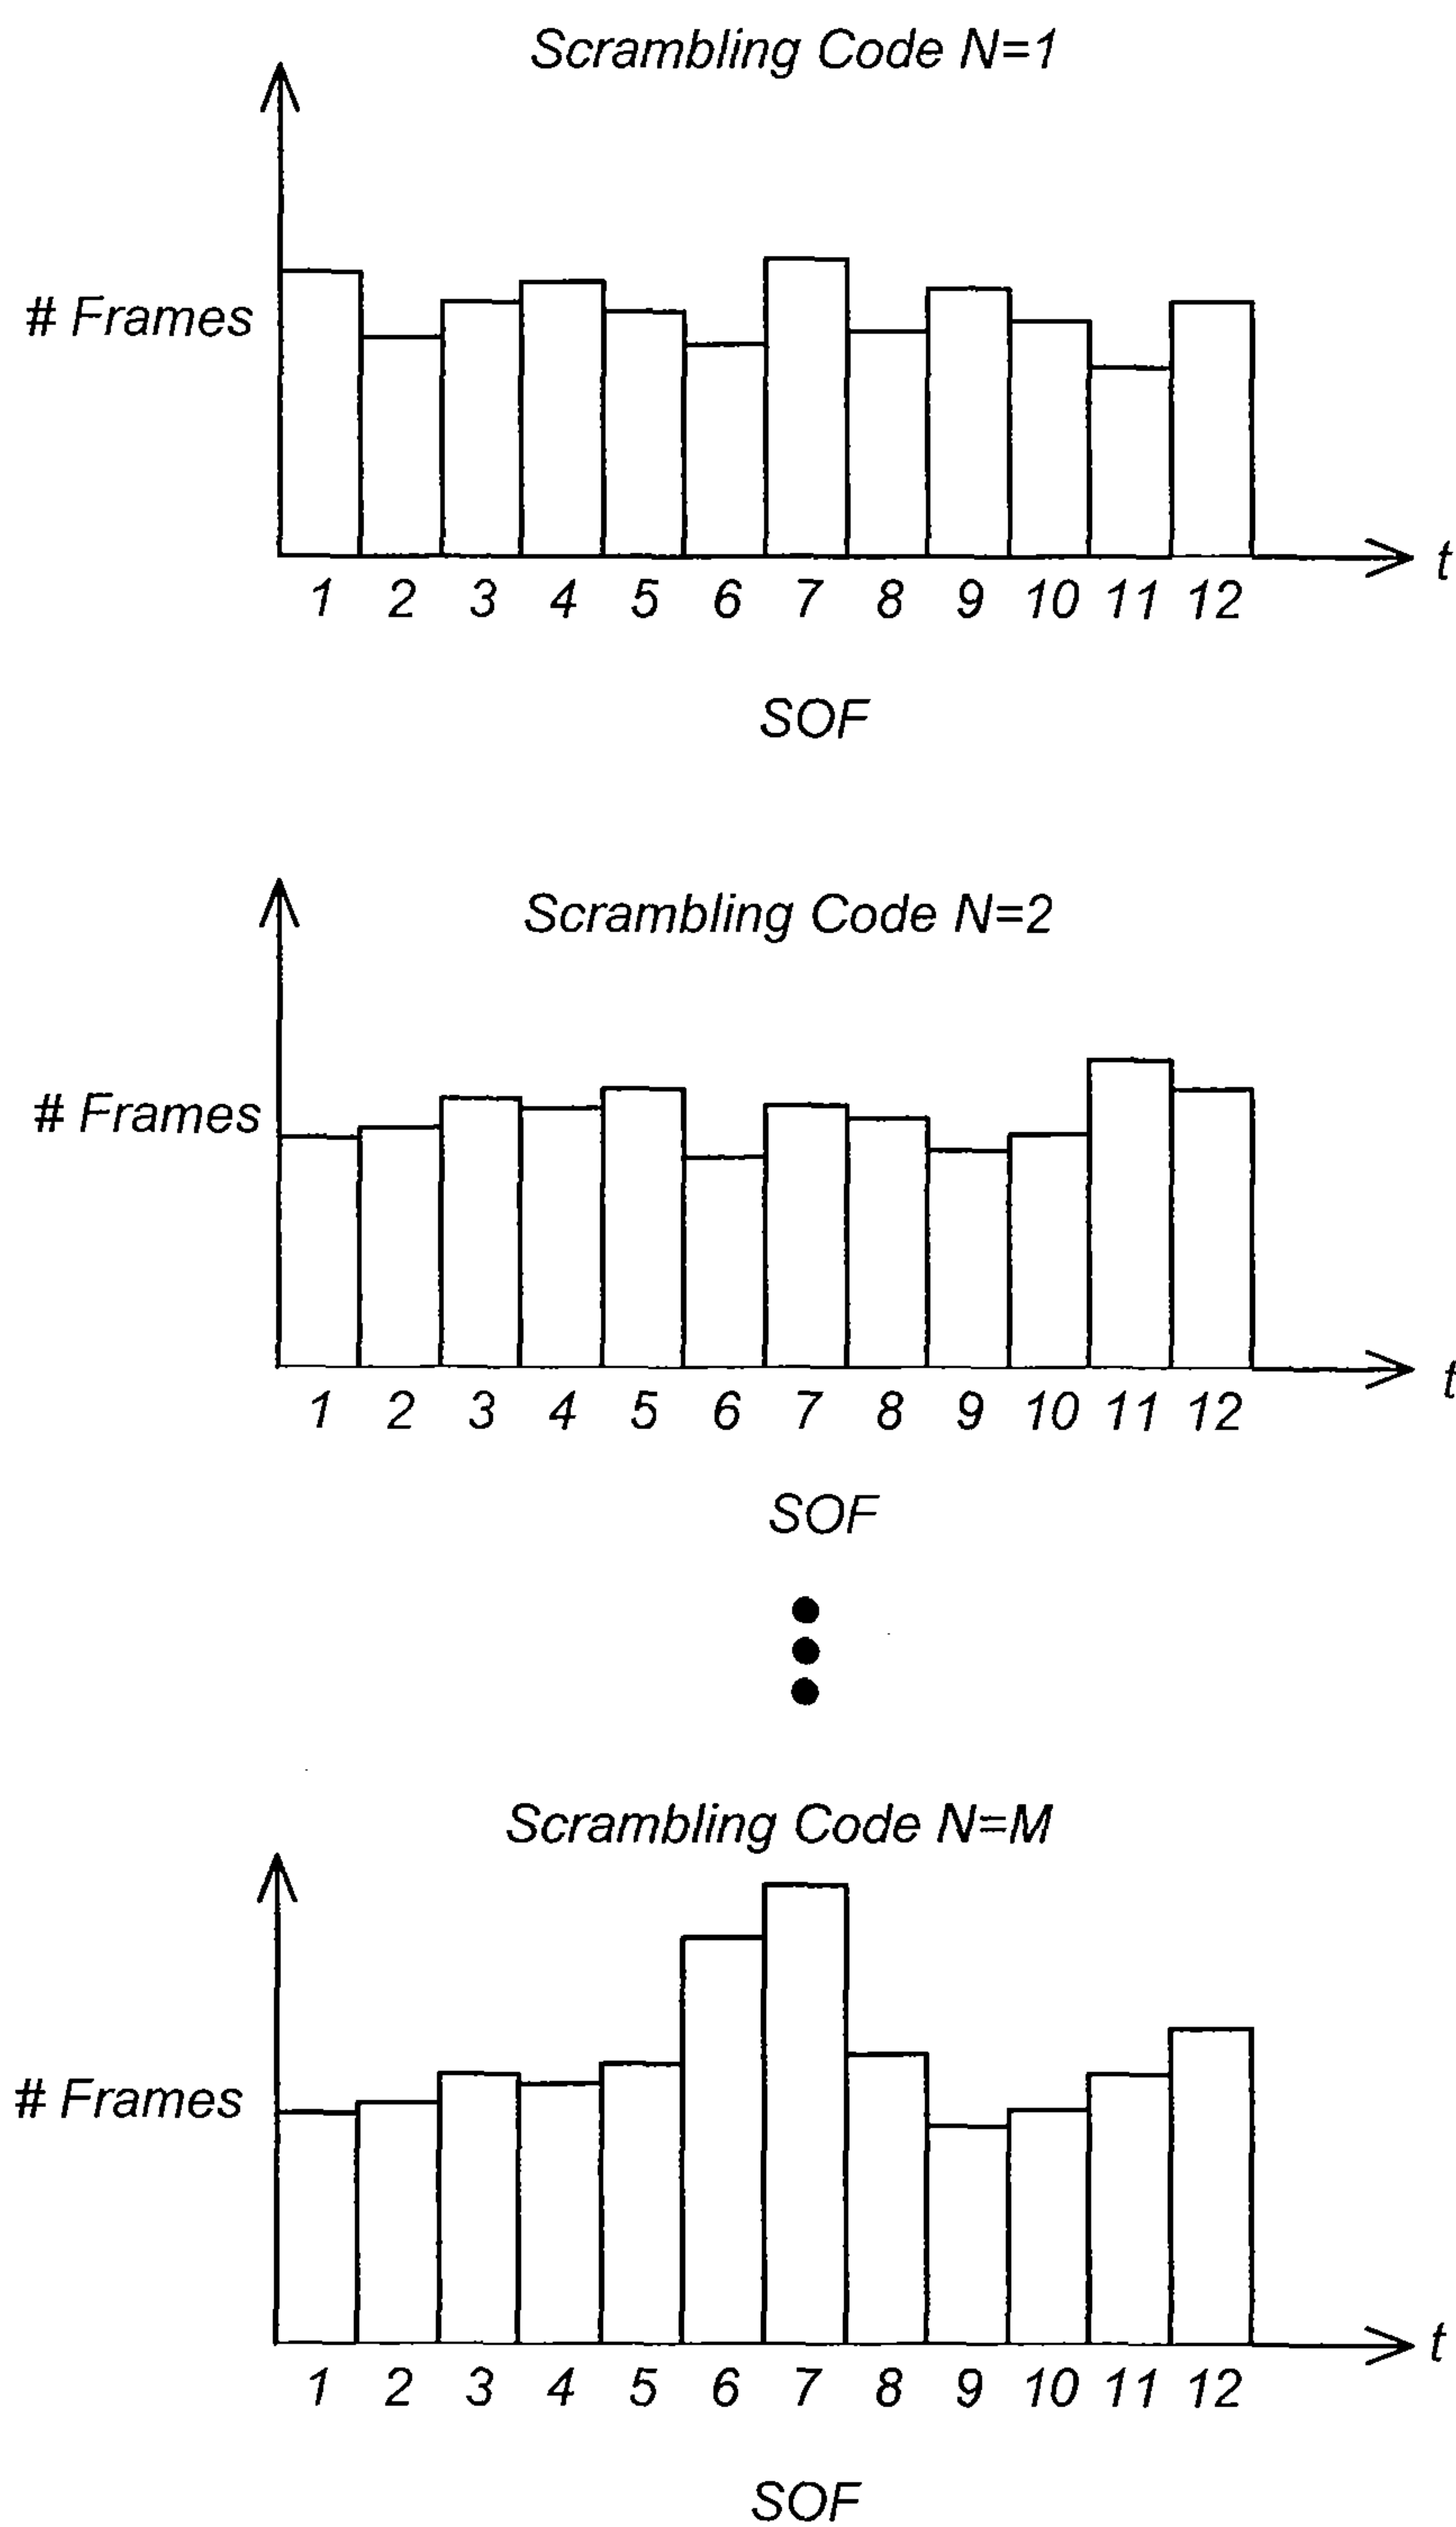 Scrambling Code N=1
# Frames
t
1 2 3 4 5 6 7 8 9 10 11 12
SOF
Scrambling Code N=2
# Frames
t
1 2 3 4 5 6 7 8 9 10 11 12
SOF
Scrambling Code N=M
# Frames
t
1 2 3 4 5 6 7 8 9 10 11 12
SOF